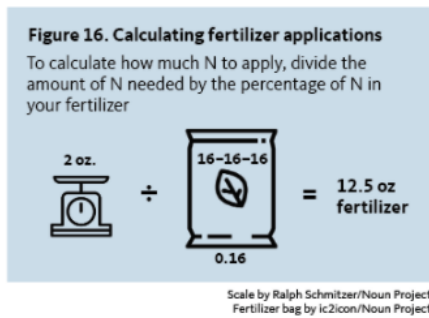 Figure 16. Calculating fertilizer applications
To calculate how much N to apply, divide the
amount of N needed by the percentage of N in
your fertilizer
2 oz.
÷
16-16-16
0.16
=
12.5 oz
fertilizer
Scale by Ralph Schmitzer/Noun Project
Fertilizer bag by ic2icon/Noun Project